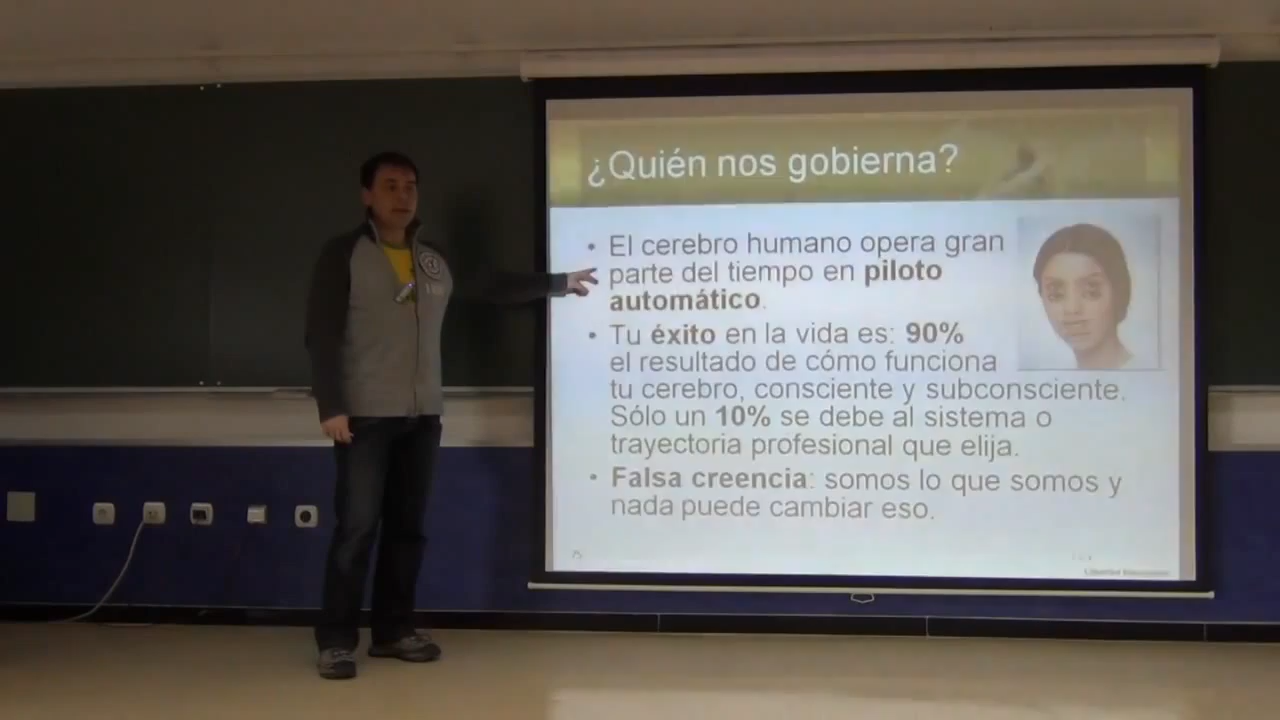 ¿Quién nos gobierna?
• El cerebro humano opera gran
parte del tiempo en piloto
automático.
• Tu éxito en la vida es: 90%
el resultado de cómo funciona
tu cerebro, consciente y subconsciente.
Sólo un 10% se debe al sistema o
trayectoria profesional que elija.
• Falsa creencia: somos lo que somos y
nada puede cambiar eso.